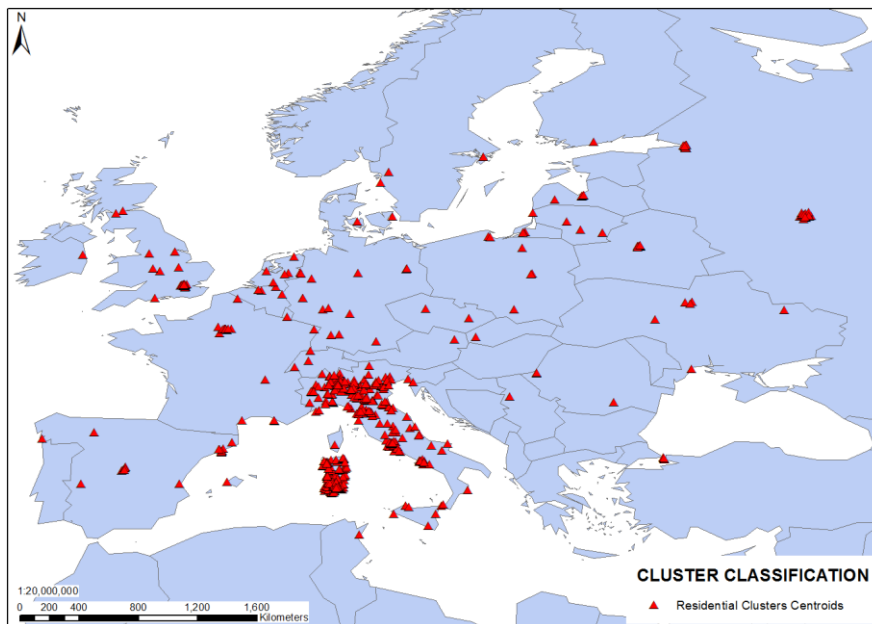 N
1:20,000,000
0 200 400 800 1,200 1,600
Kilometers
CLUSTER CLASSIFICATION
Residential Clusters Centroids